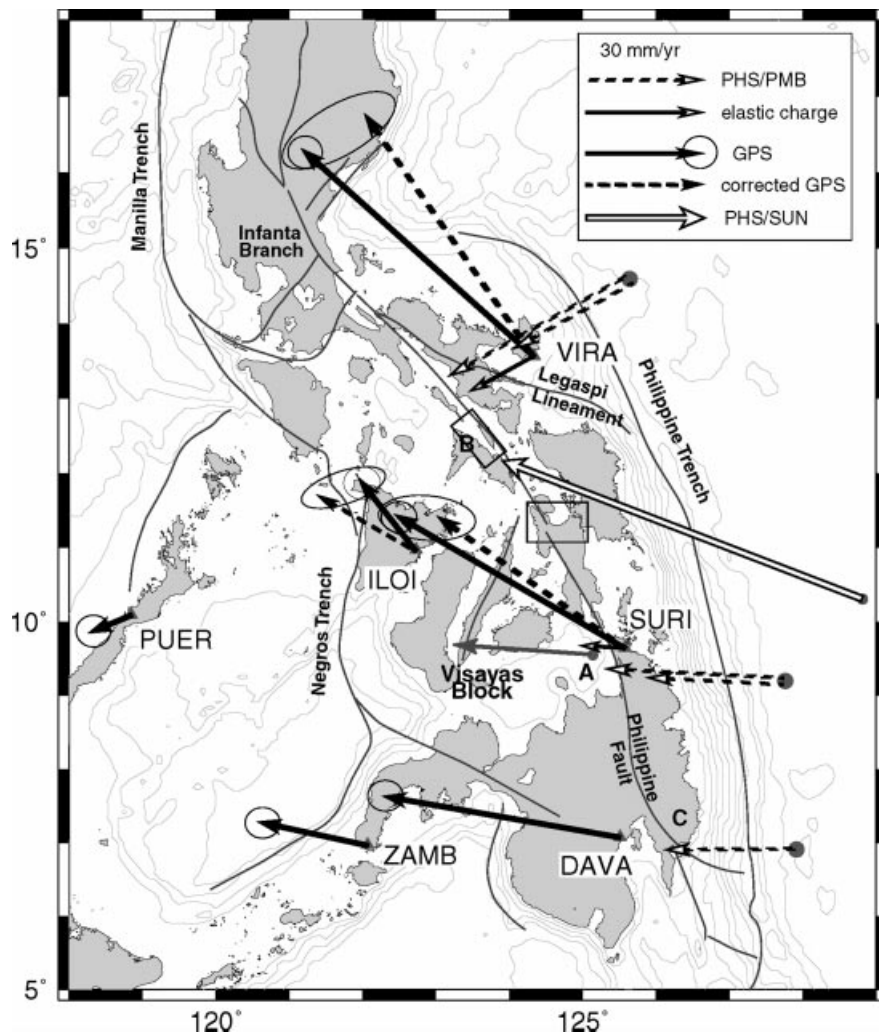 30 mm/yr
PHS/PMB
elastic charge
GPS
corrected GPS
PHS/SUN
Manilla Trench
15°
Infanta
Branch
VIRA
Legaspi
Lineament
Philippine Trench
B
ILOI
10°
PUER
SURI
Negros Trench
A
Visayas
Block
Philippine
Fault
C
ZAMB
DAVA
5°
120°
125°